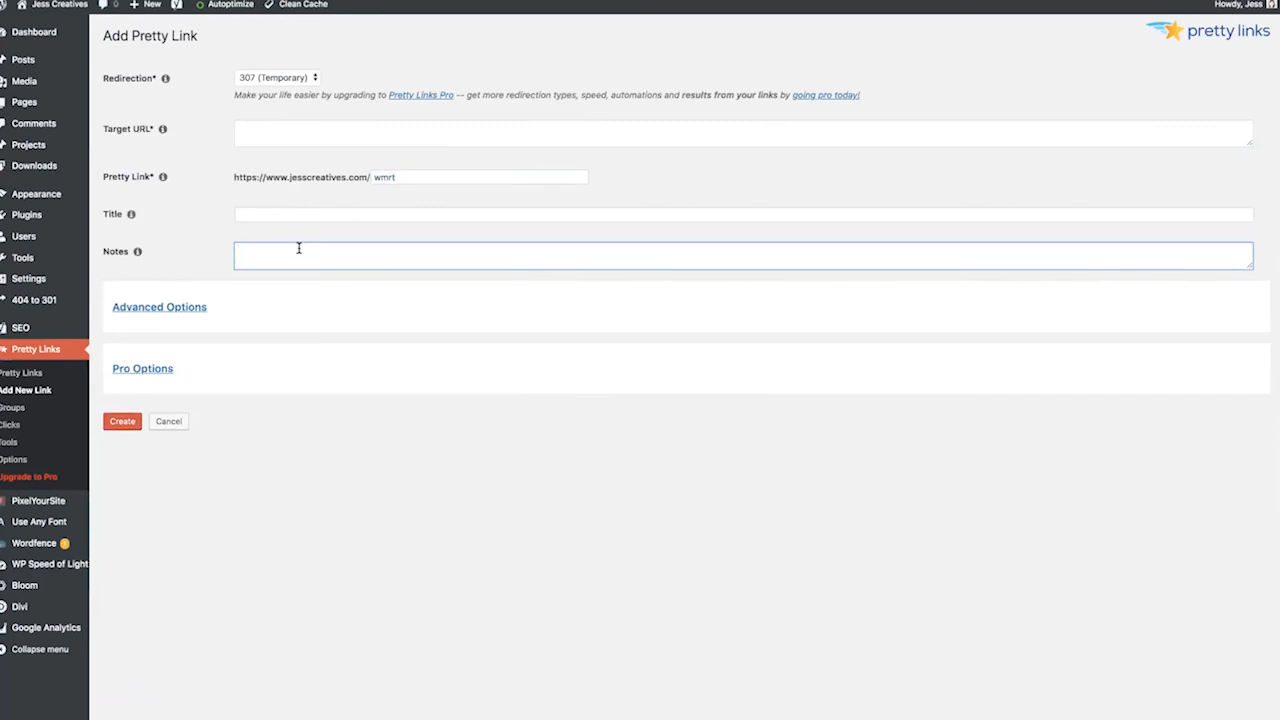 Jess Creatives 0 New Autoptimize Clean Cache Howdy, Jess
Dashboard
Posts
Media
Pages
Comments
Projects
Downloads
Appearance
Plugins
Users
Tools
Settings
404 to 301
SEO
Pretty Links
Pretty Links
Add New Link
Groups
Clicks
Tools
Options
Upgrade to Pro
PixelYourSite
Use Any Font
Wordfence 1
WP Speed of Light
Bloom
Divi
Google Analytics
Collapse menu
Add Pretty Link
pretty links
Redirection* 307 (Temporary)
Make your life easier by upgrading to Pretty Links Pro -- get more redirection types, speed, automations and results from your links by going pro today!
Target URL*
Pretty Link* https://www.jesscreatives.com/ wmrt
Title
Notes
Advanced Options
Pro Options
Create Cancel